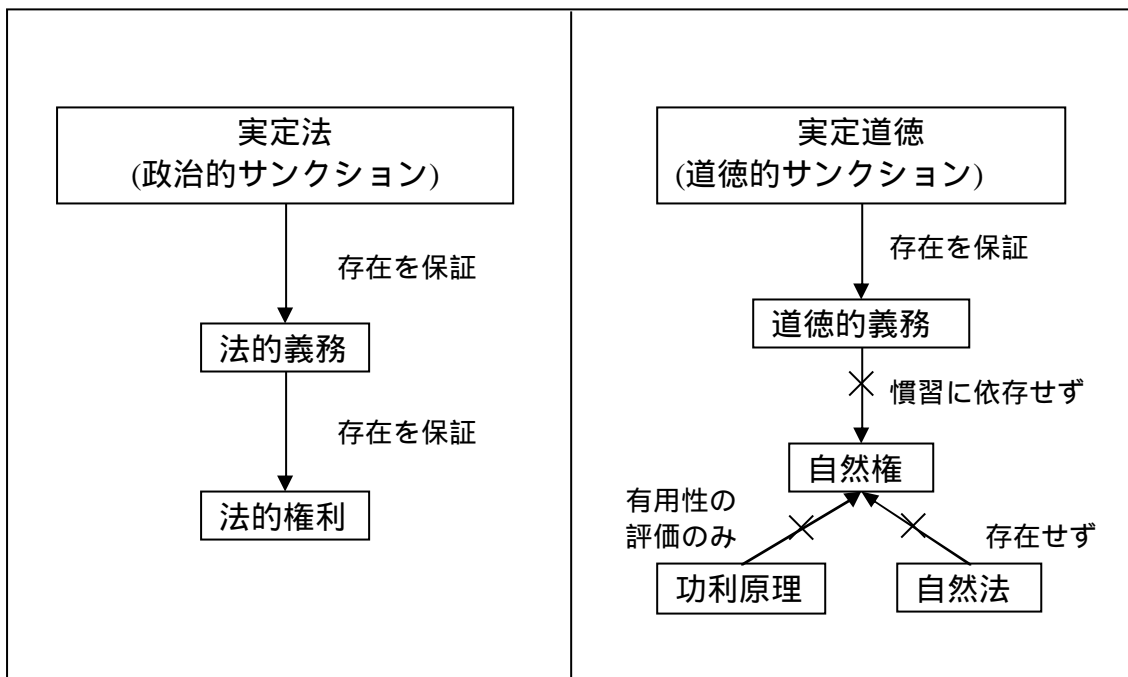 実定法
(政治的サンクション)
存在を保証
法的義務
存在を保証
法的権利
実定道徳
(道徳的サンクション)
存在を保証
道徳的義務
慣習に依存せず
自然権
有用性の
評価のみ
存在せず
功利原理
自然法